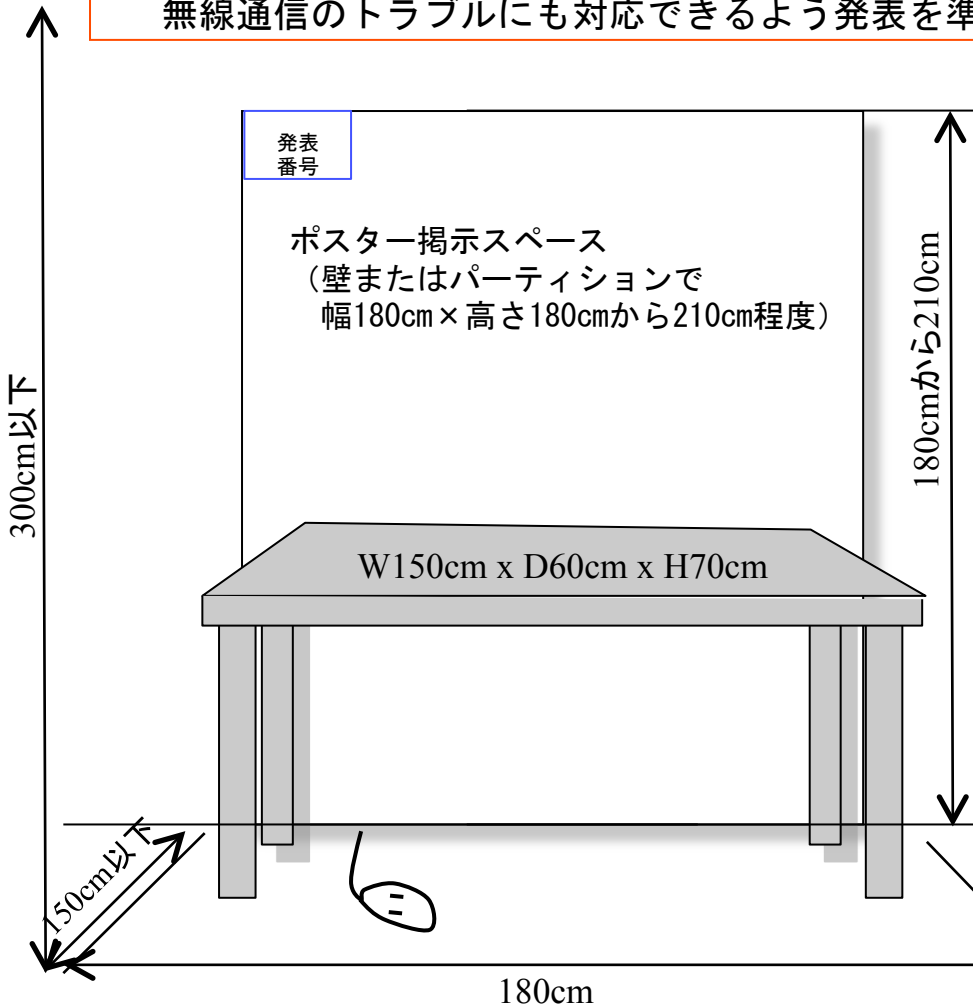 無線通信のトラブルにも対応できるよう発表を準
発表
番号
ポスター掲示スペース
（壁またはパーティションで
幅180cm×高さ180cmから210cm程度）
180cmから210cm
300cm以下
W150cm x D60cm x H70cm
150cm以下
180cm